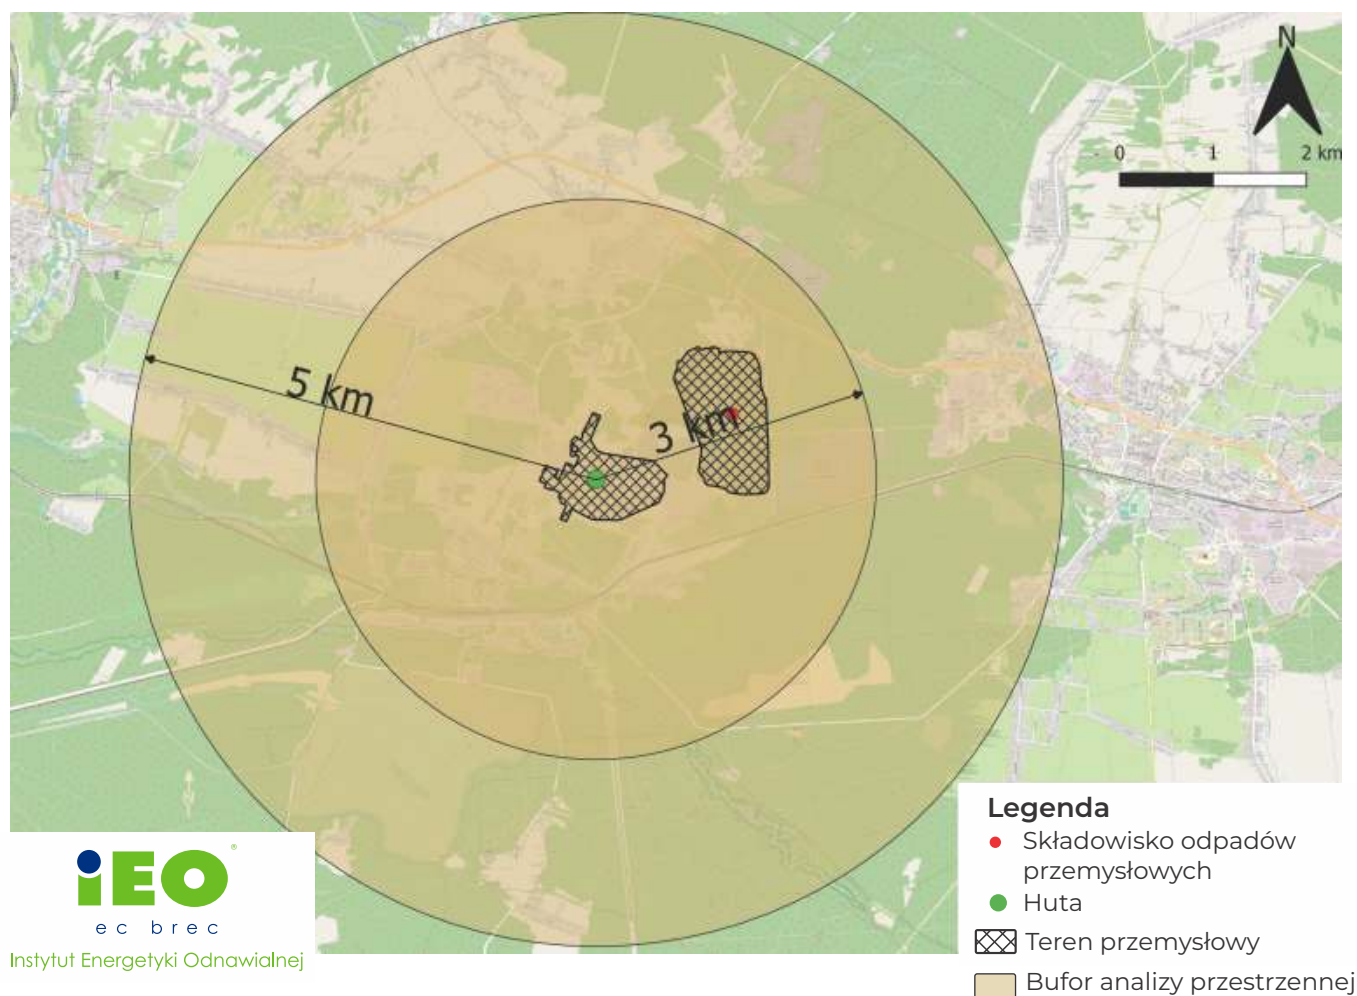 N
0 1 2 km
5 km
3 km
Legenda
Składowisko odpadów
przemysłowych
Huta
Teren przemysłowy
Bufor analizy przestrzennej
iEO®
ec brec
Instytut Energetyki Odnawialnej